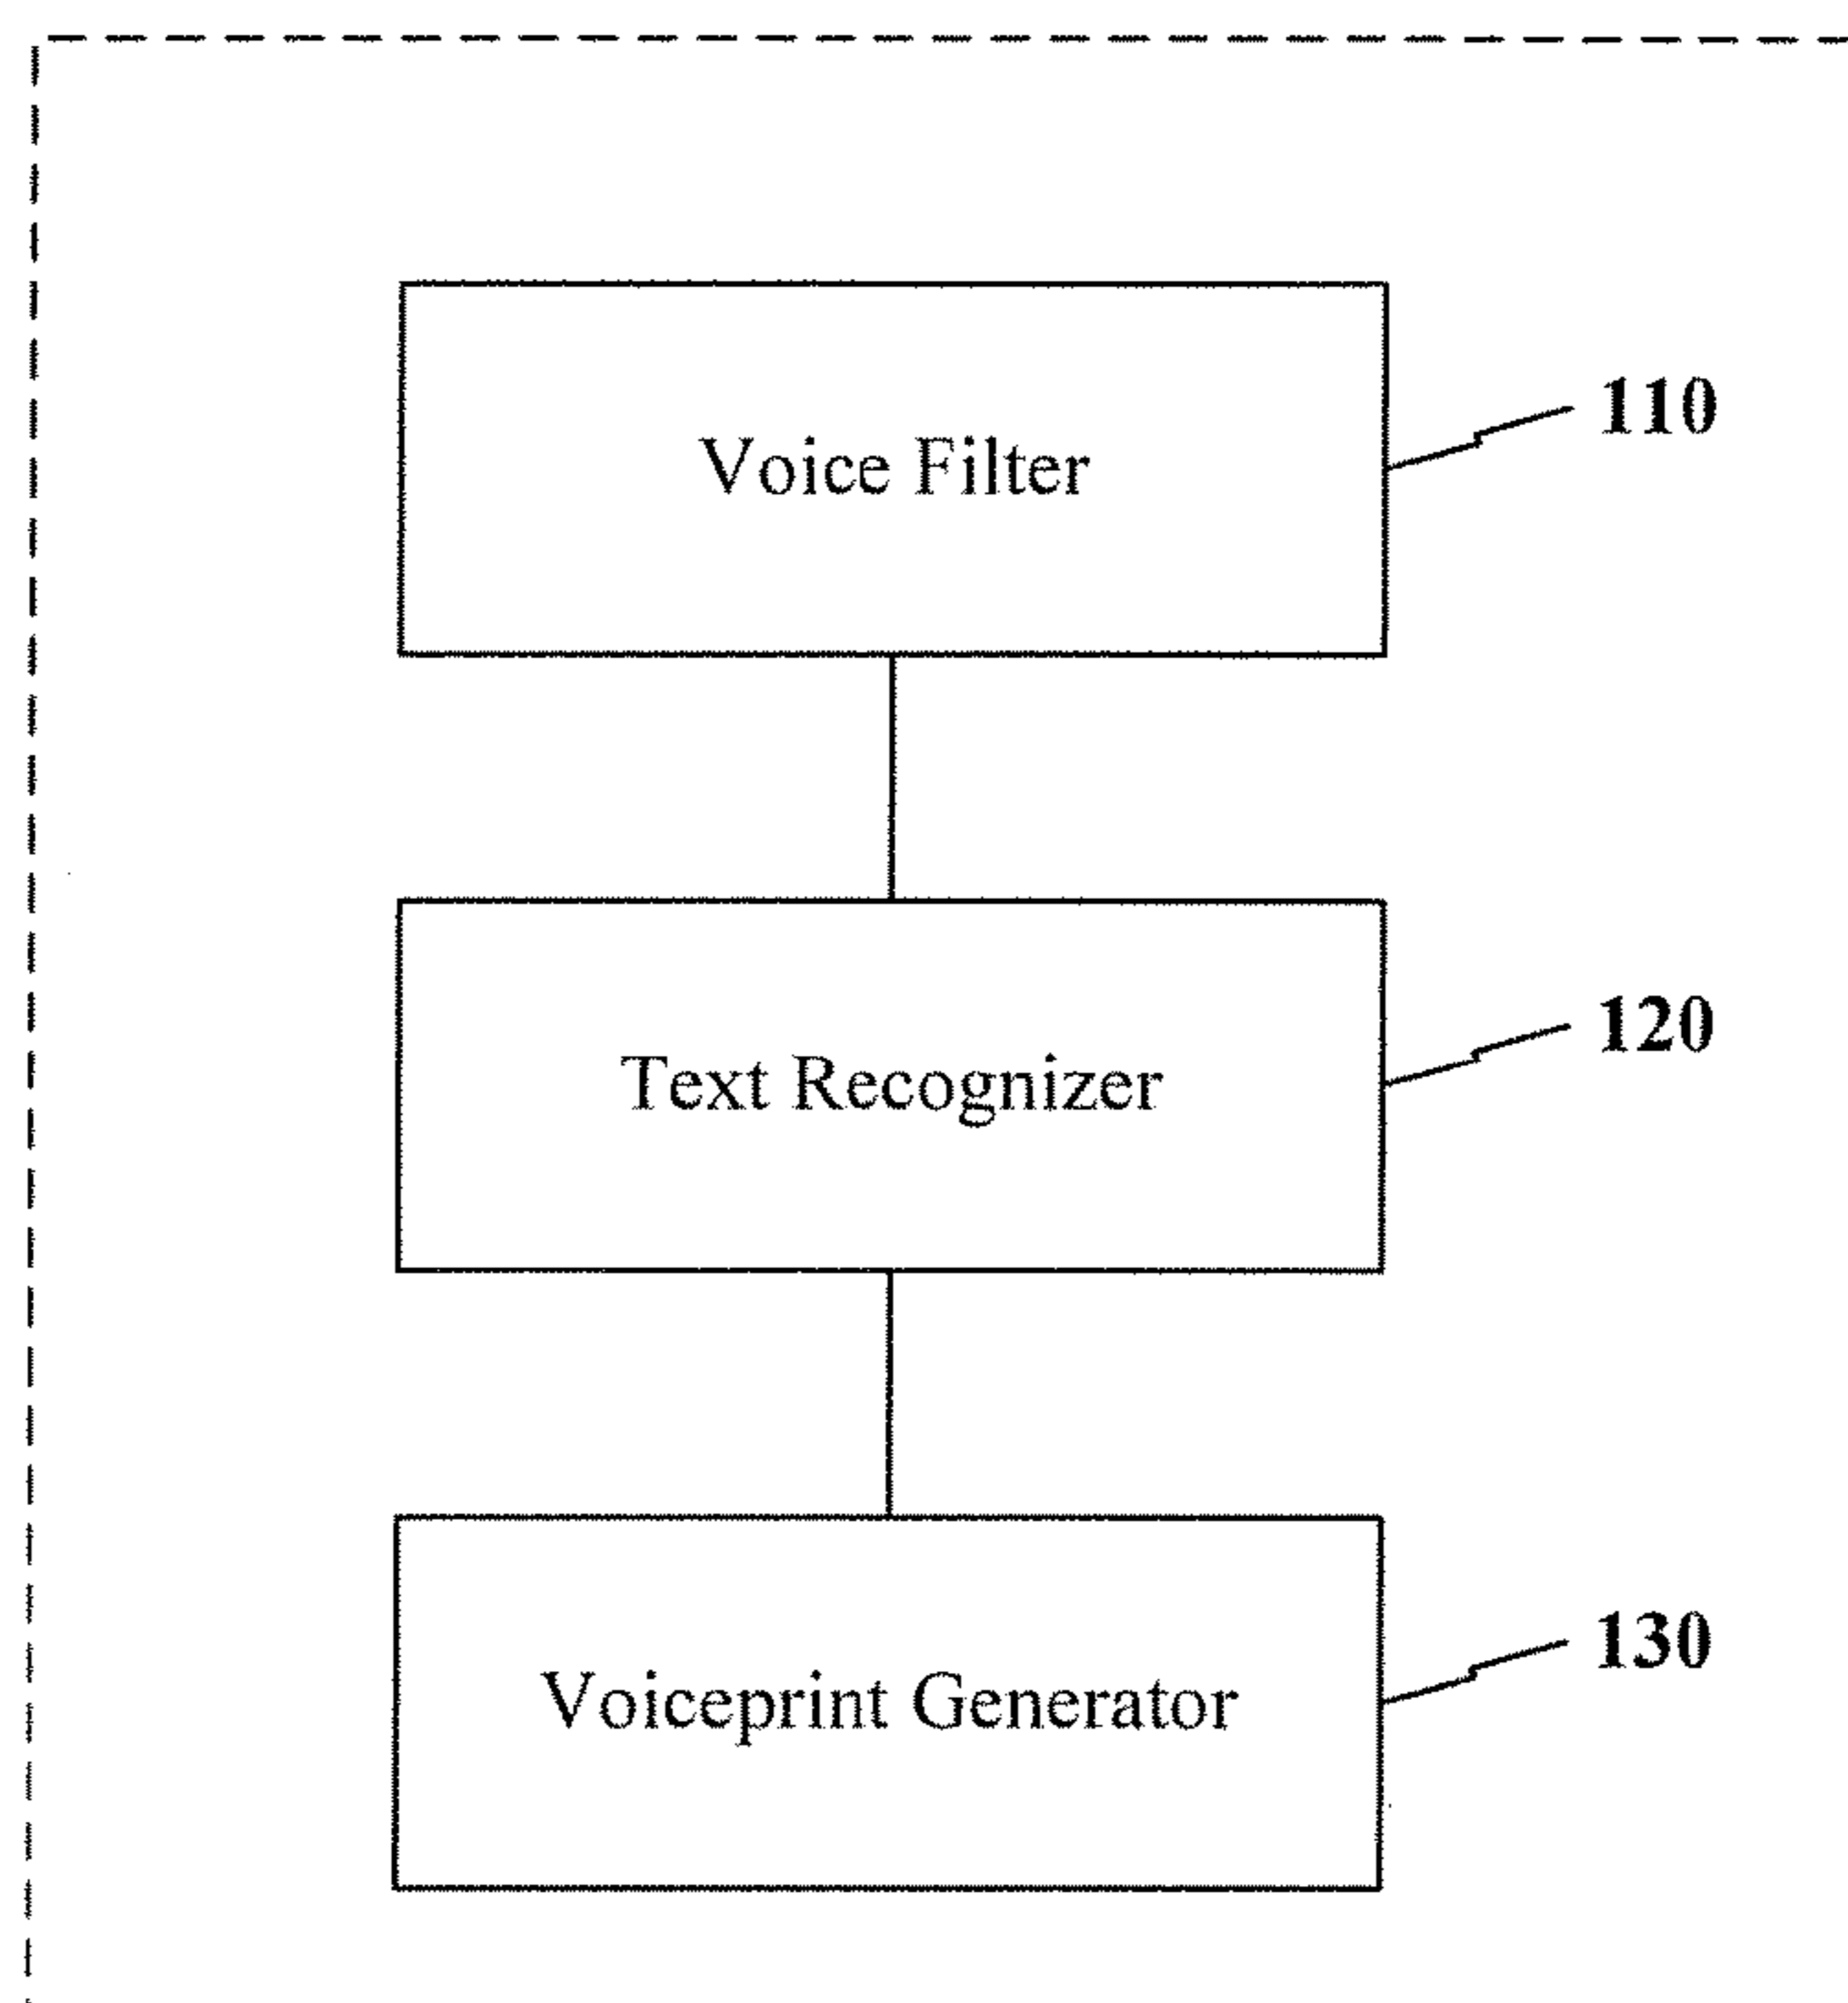 Voice Filter
110
Text Recognizer
120
Voiceprint Generator
130